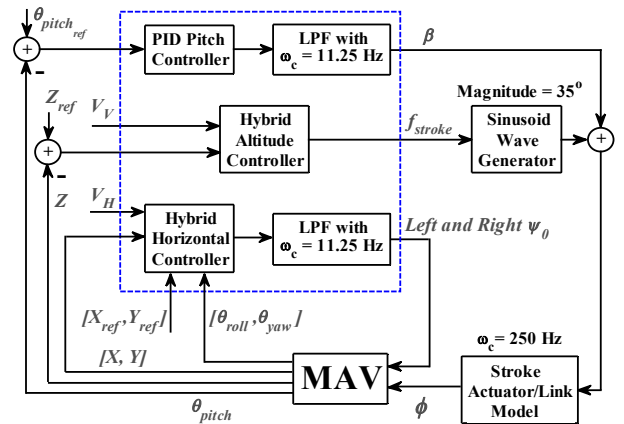 θpitch_ref
+
-
PID Pitch
Controller
LPF with
ωc = 11.25 Hz
β
Zref
+
-
Z
VV
Hybrid
Altitude
Controller
fstroke
Magnitude = 35°
Sinusoid
Wave
Generator
+
VH
Hybrid
Horizontal
Controller
LPF with
ωc = 11.25 Hz
Left and Right ψ0
[Xref, Yref]
[θroll, θyaw]
[X, Y]
θpitch
MAV
ϕ
ωc = 250 Hz
Stroke
Actuator/Link
Model